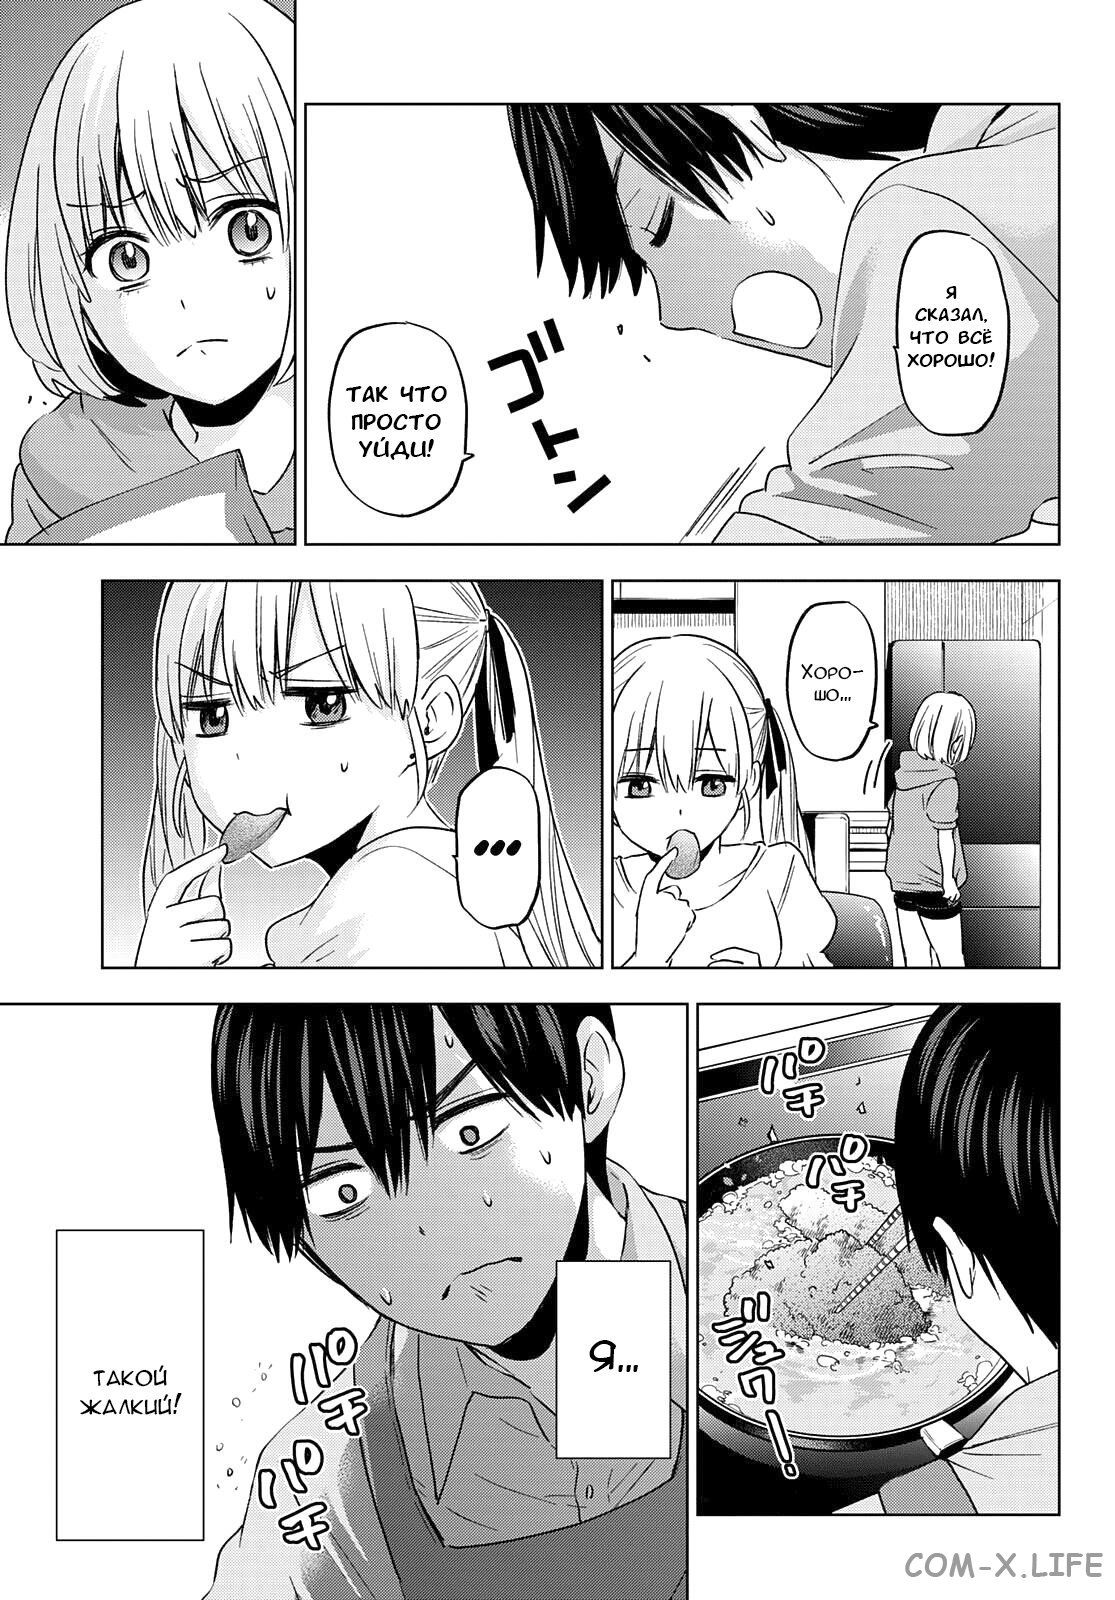 Я
СКАЗАЛ,
ЧТО ВСЁ
ХОРОШО!
ゴトン
ТАК ЧТО
ПРОСТО
УЙДИ!
ХОРО-
ШО...
...
パチ
パチ
ジュワー!
Я...
ТАКОЙ
ЖАЛКИЙ!
パチ
パチ
COM-X.LIFE